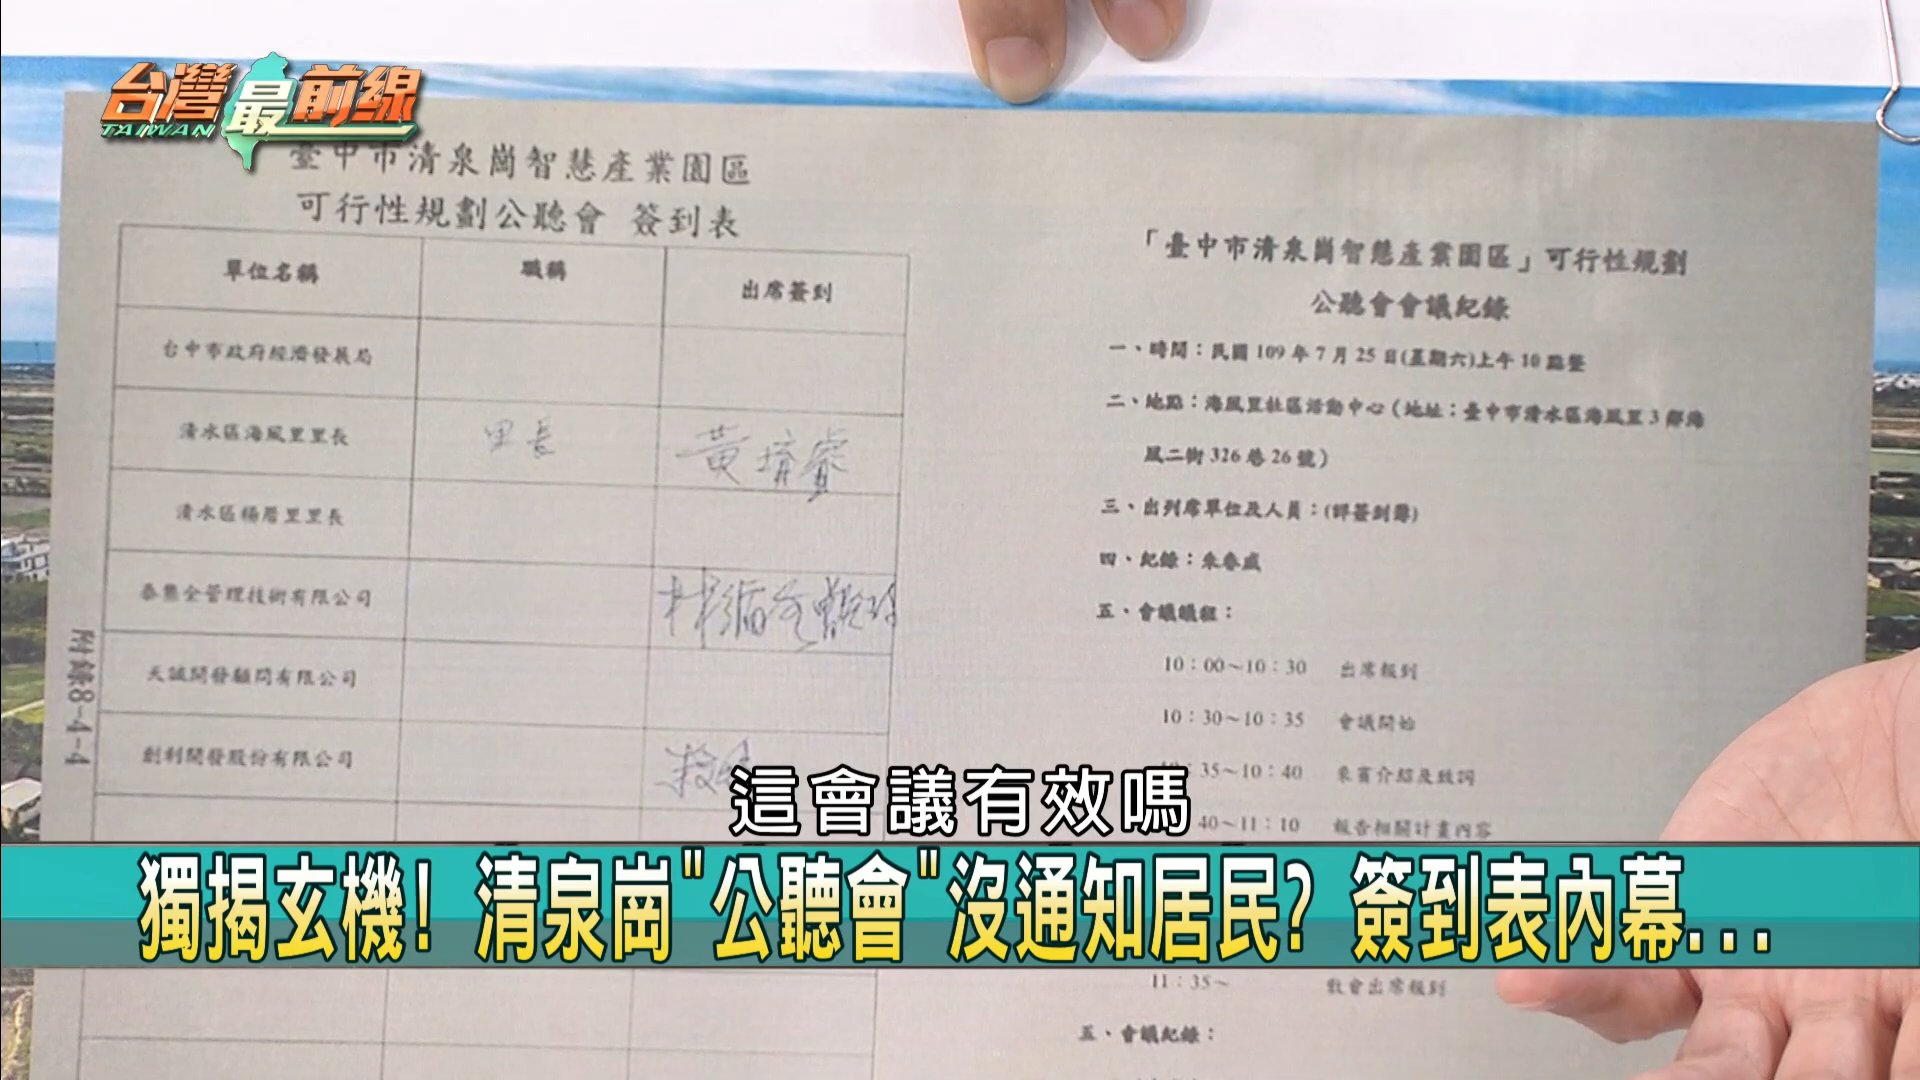 台灣最前線
TAIWAN
臺中市清泉崗智慧產業園區
可行性規劃公聽會 簽到表
單位名稱 職稱 出席簽到
台中市政府經濟發展局
清水區海風里里長 里長 黃堉睿
清水區楊厝里里長
泰集全管理技術有限公司
天誠開發顧問有限公司
創利開發股份有限公司
附錄8-4-4
「臺中市清泉崗智慧產業園區」可行性規劃
公聽會會議紀錄
一、時間：民國109年7月25日(星期六)上午10點整
二、地點：海風里社區活動中心（地址：臺中市清水區海風里3鄰海
風二街326巷26號）
三、出列席單位及人員：(詳簽到簿)
四、紀錄：朱春威
五、會議議程：
10：00~10：30 出席報到
10：30~10：35 會議開始
35~10：40 來賓介紹及致詞
40~11：10 報告相關計畫內容
11：35~ 散會出席報到
五、會議紀錄：
這會議有效嗎
獨揭玄機! 清泉崗"公聽會"沒通知居民? 簽到表內幕...